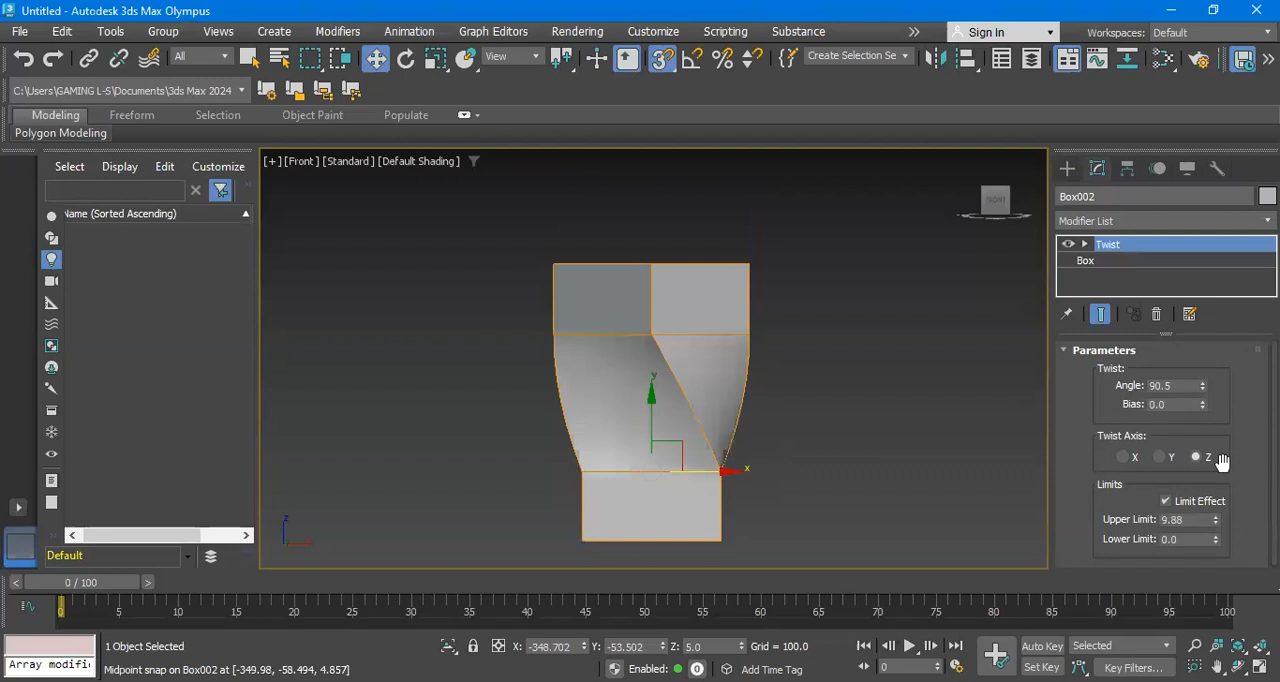 Untitled - Autodesk 3ds Max Olympus
File Edit Tools Group Views Create Modifiers Animation Graph Editors Rendering Customize Scripting Substance Sign In Workspaces: Default
All View Create Selection Se
C:\Users\GAMING L-S\Documents\3ds Max 2024
Modeling Freeform Selection Object Paint Populate
Polygon Modeling
Select Display Edit Customize
Name (Sorted Ascending)
[+] [Front] [Standard] [Default Shading]
FRONT
Box002
Modifier List
Twist
Box
Parameters
Twist:
Angle: 90.5
Bias: 0.0
Twist Axis:
X Y Z
Limits
Limit Effect
Upper Limit: 9.88
Lower Limit: 0.0
y
x
z
Default
0 / 100
0 5 10 15 20 25 30 35 40 45 50 55 60 65 70 75 80 85 90 95 100
1 Object Selected X: -348.702 Y: -53.502 Z: 5.0 Grid = 100.0 Auto Key Selected
Array modifi Midpoint snap on Box002 at [-349.98, -58.494, 4.857] Enabled: Add Time Tag 0 Set Key Key Filters...